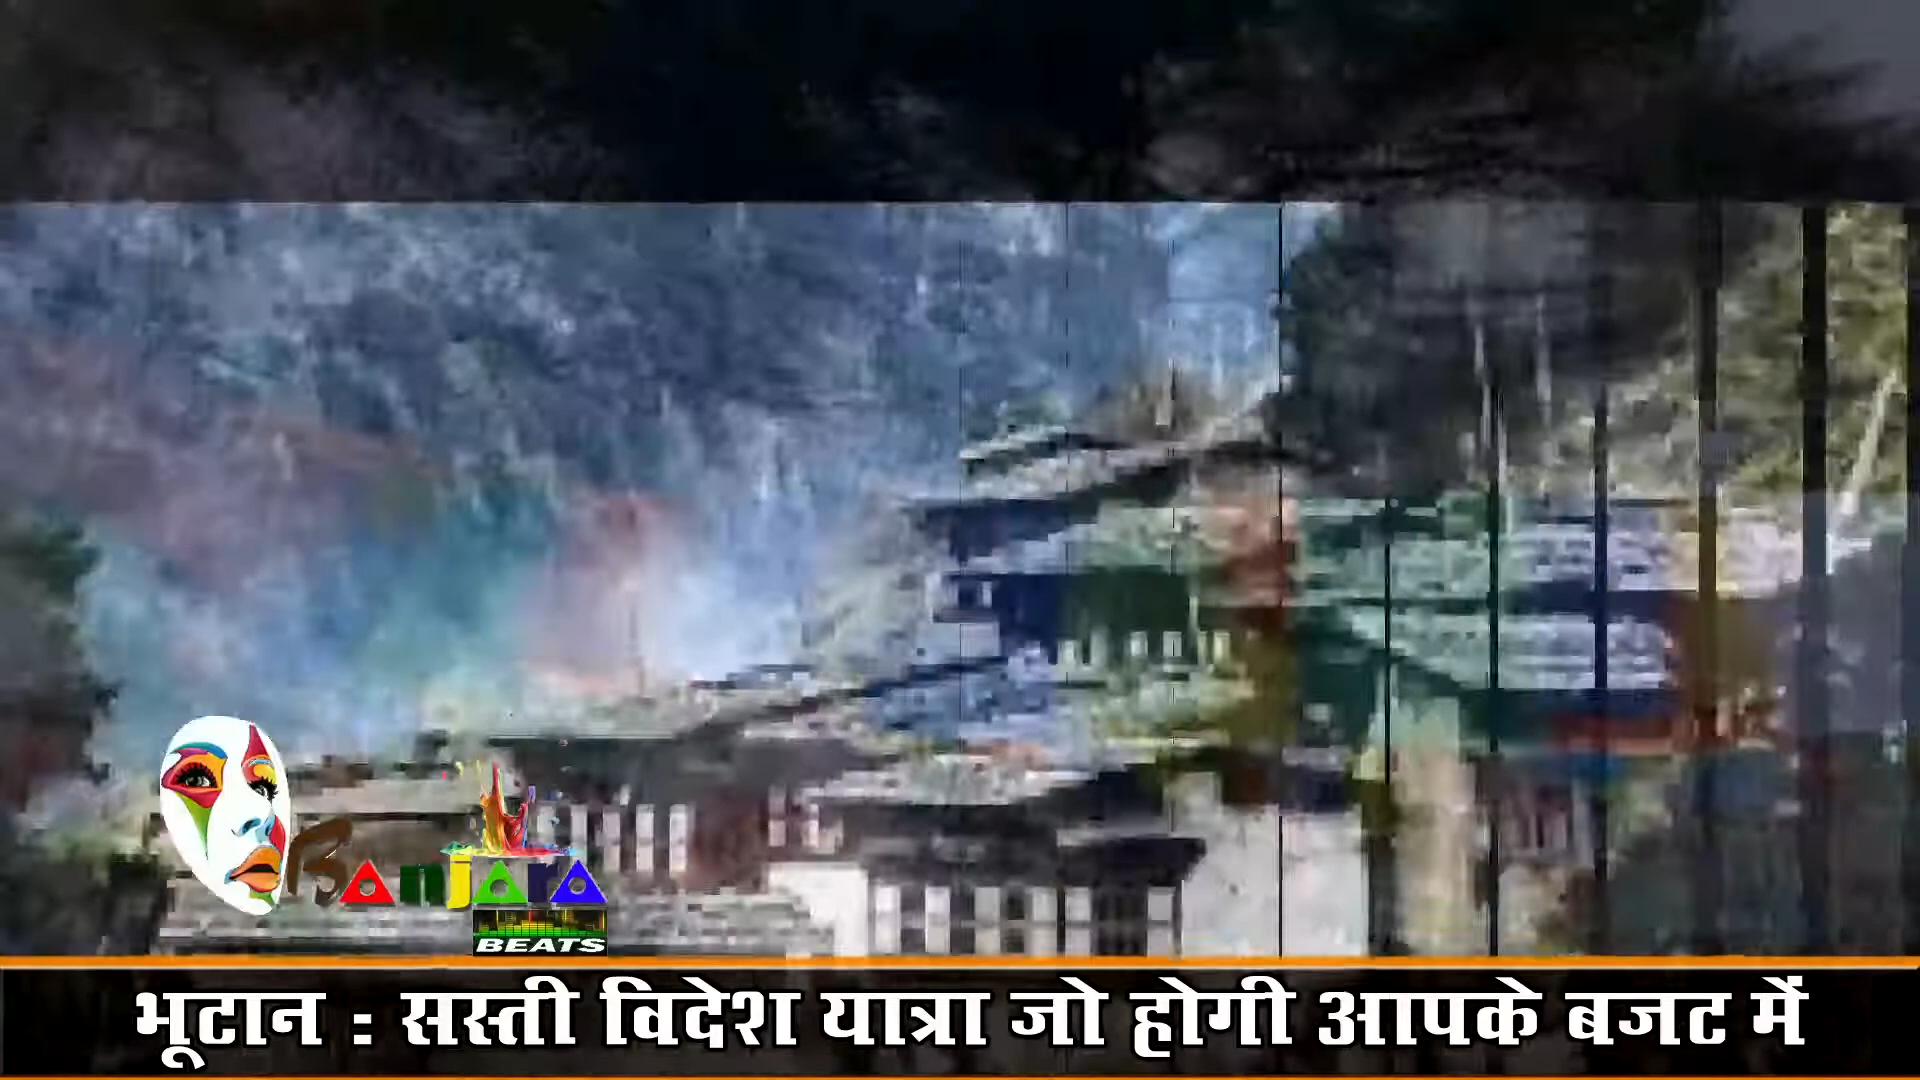 Banjara
BEATS
भूटान : सस्ती विदेश यात्रा जो होगी आपके बजट में